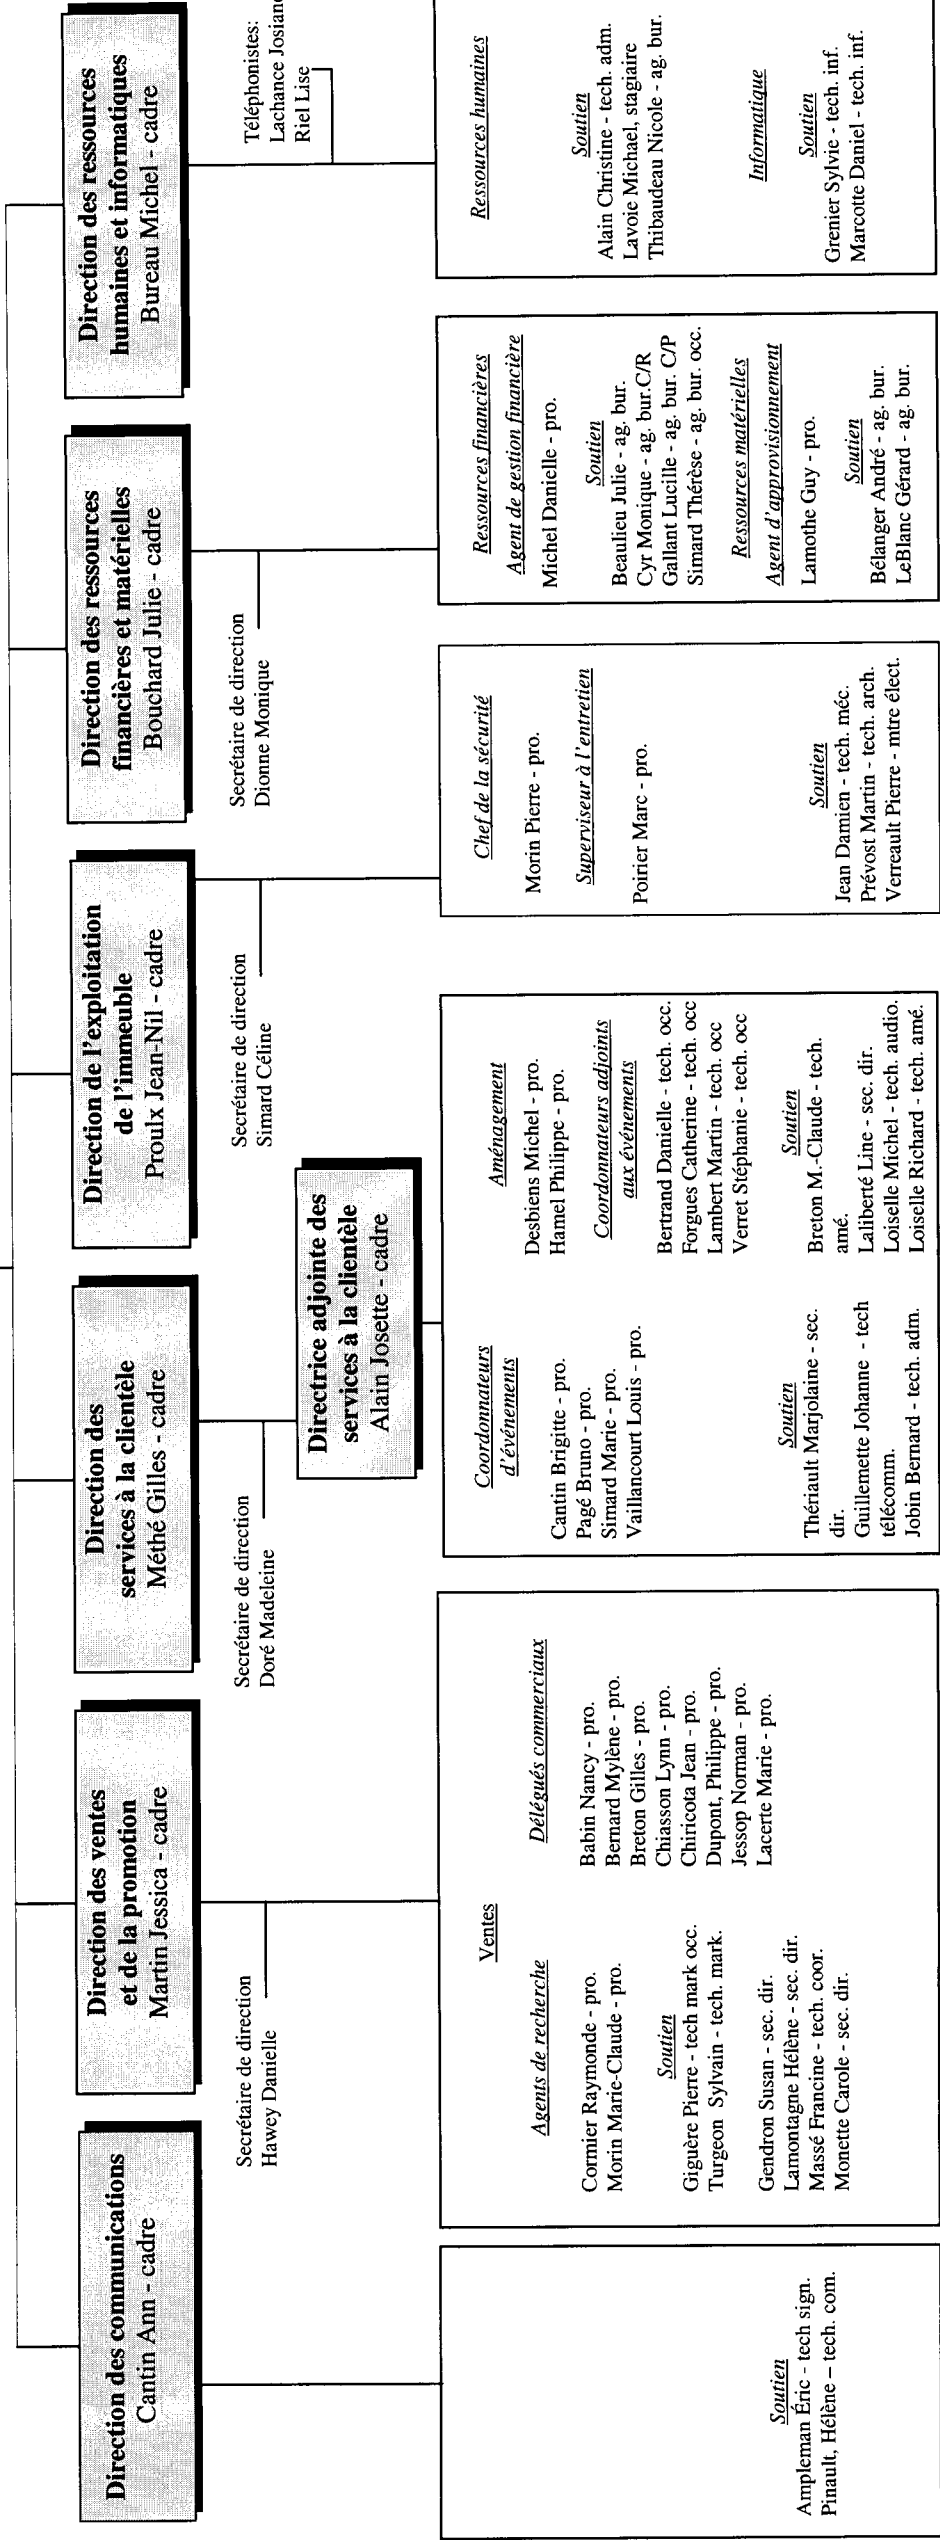 Direction des communications
Cantin Ann - cadre
Direction des ventes
et de la promotion
Martin Jessica - cadre
Direction des
services à la clientèle
Méthé Gilles - cadre
Direction de l'exploitation
de l'immeuble
Proulx Jean-Nil - cadre
Direction des ressources
financières et matérielles
Bouchard Julie - cadre
Direction des ressources
humaines et informatiques
Bureau Michel - cadre
Secrétaire de direction
Hawey Danielle
Secrétaire de direction
Doré Madeleine
Secrétaire de direction
Simard Céline
Secrétaire de direction
Dionne Monique
Téléphonistes:
Lachance Josiane
Riel Lise
Directrice adjointe des
services à la clientèle
Alain Josette - cadre
Soutien
Ampleman Éric - tech sign.
Pinault, Hélène – tech. com.
Ventes
Agents de recherche
Cormier Raymonde - pro.
Morin Marie-Claude - pro.
Soutien
Giguère Pierre - tech mark occ.
Turgeon Sylvain - tech. mark.
Gendron Susan - sec. dir.
Lamontagne Hélène - sec. dir.
Massé Francine - tech. coor.
Monette Carole - sec. dir.
Délégués commerciaux
Babin Nancy - pro.
Bernard Mylène - pro.
Breton Gilles - pro.
Chiasson Lynn - pro.
Chiricota Jean - pro.
Dupont, Philippe - pro.
Jessop Norman - pro.
Lacerte Marie - pro.
Coordonnateurs
d'événements
Cantin Brigitte - pro.
Pagé Bruno - pro.
Simard Marie - pro.
Vaillancourt Louis - pro.
Soutien
Thériault Marjolaine - sec.
dir.
Guillemette Johanne - tech
télécomm.
Jobin Bernard - tech. adm.
Aménagement
Desbiens Michel - pro.
Hamel Philippe - pro.
Coordonnateurs adjoints
aux événements
Bertrand Danielle - tech. occ.
Forgues Catherine - tech. occ
Lambert Martin - tech. occ
Verret Stéphanie - tech. occ
Soutien
Breton M.-Claude - tech.
amé.
Laliberté Line - sec. dir.
Loiselle Michel - tech. audio.
Loiselle Richard - tech. amé.
Chef de la sécurité
Morin Pierre - pro.
Superviseur à l'entretien
Poirier Marc - pro.
Soutien
Jean Damien - tech. méc.
Prévost Martin - tech. arch.
Verreault Pierre - mtre élect.
Ressources financières
Agent de gestion financière
Michel Danielle - pro.
Soutien
Beaulieu Julie - ag. bur.
Cyr Monique - ag. bur.C/R
Gallant Lucille - ag. bur. C/P
Simard Thérèse - ag. bur. occ.
Ressources matérielles
Agent d'approvisionnement
Lamothe Guy - pro.
Soutien
Bélanger André - ag. bur.
LeBlanc Gérard - ag. bur.
Ressources humaines
Soutien
Alain Christine - tech. adm.
Lavoie Michael, stagiaire
Thibaudeau Nicole - ag. bur.
Informatique
Soutien
Grenier Sylvie - tech. inf.
Marcotte Daniel - tech. inf.